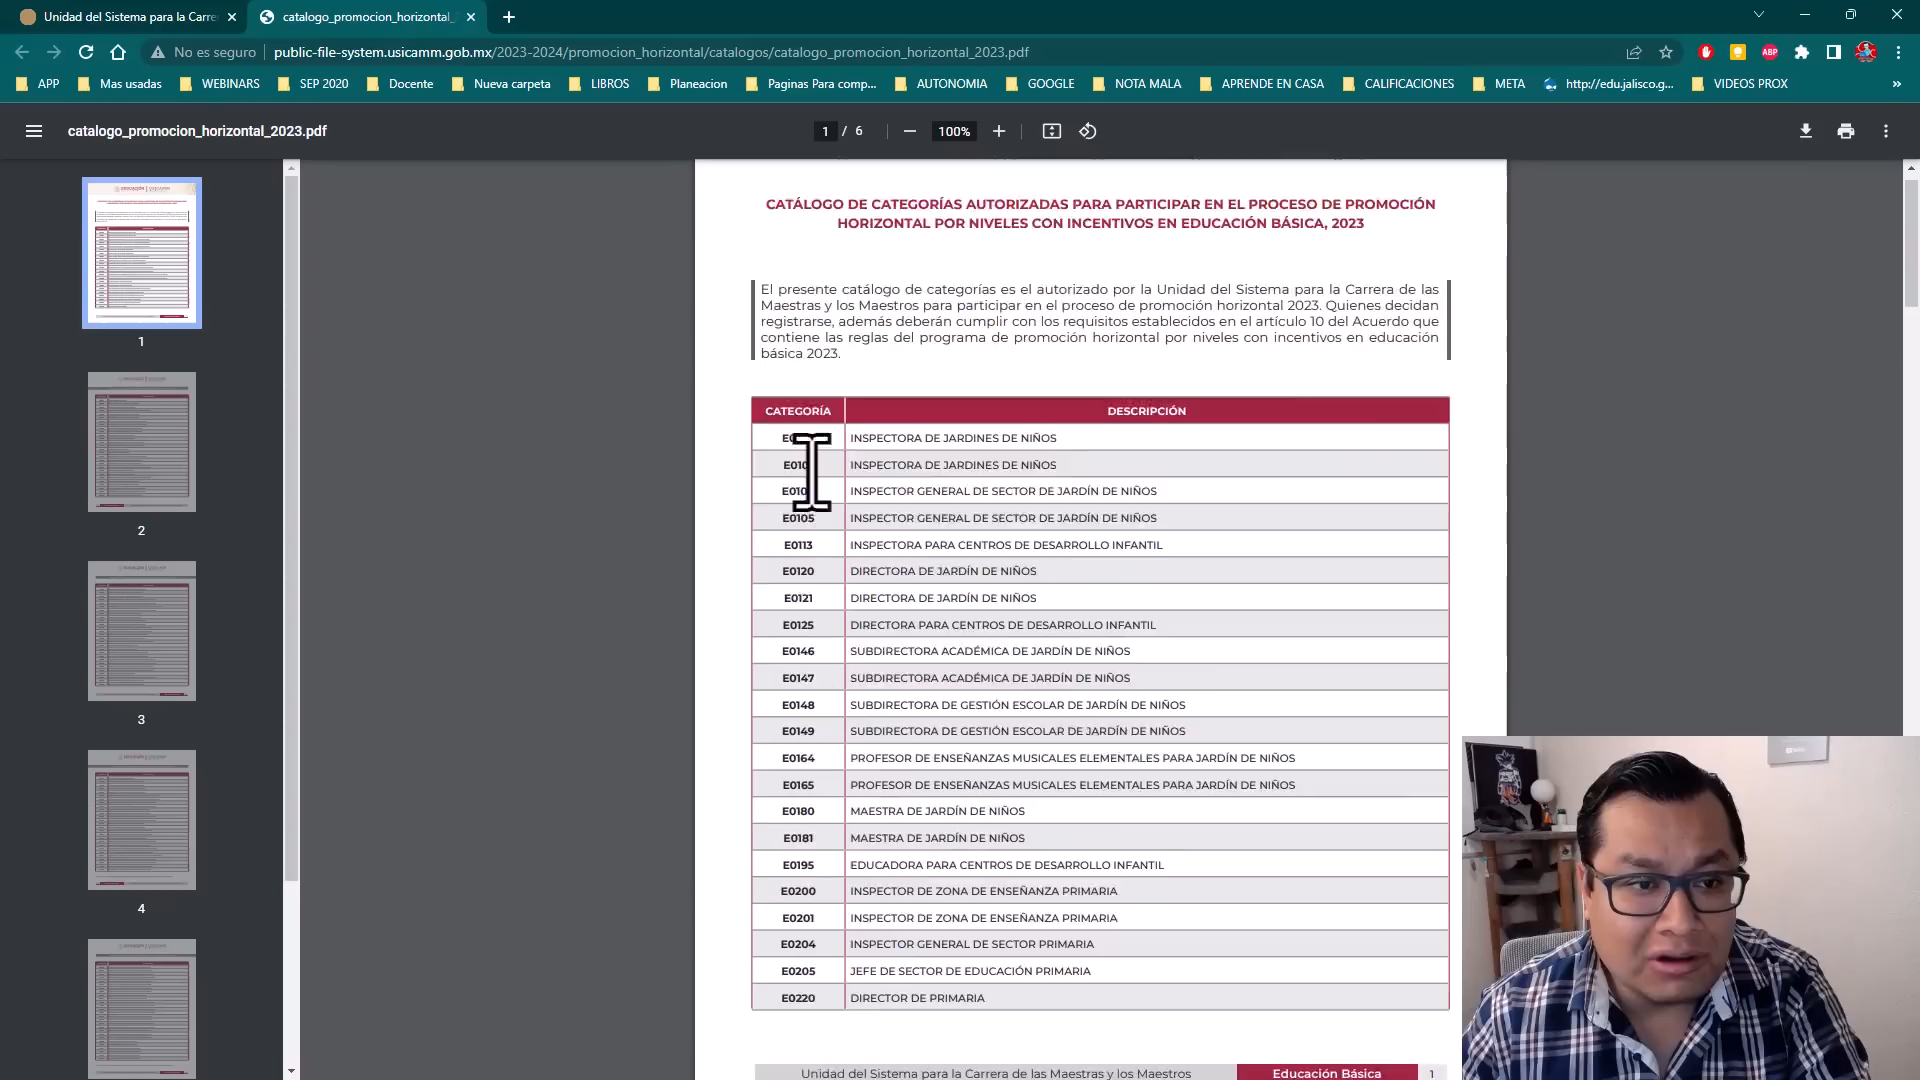 Unidad del Sistema para la Carre
catalogo_promocion_horizontal_
No es seguro
public-file-system.usicamm.gob.mx/2023-2024/promocion_horizontal/catalogos/catalogo_promocion_horizontal_2023.pdf
ABP
APP
Mas usadas
WEBINARS
SEP 2020
Docente
Nueva carpeta
LIBROS
Planeacion
Paginas Para comp...
AUTONOMIA
GOOGLE
NOTA MALA
APRENDE EN CASA
CALIFICACIONES
META
http://edu.jalisco.g...
VIDEOS PROX
»
catalogo_promocion_horizontal_2023.pdf
1 / 6
100%
1
2
3
4
CATÁLOGO DE CATEGORÍAS AUTORIZADAS PARA PARTICIPAR EN EL PROCESO DE PROMOCIÓN
HORIZONTAL POR NIVELES CON INCENTIVOS EN EDUCACIÓN BÁSICA, 2023
El presente catálogo de categorías es el autorizado por la Unidad del Sistema para la Carrera de las
Maestras y los Maestros para participar en el proceso de promoción horizontal 2023. Quienes decidan
registrarse, además deberán cumplir con los requisitos establecidos en el artículo 10 del Acuerdo que
contiene las reglas del programa de promoción horizontal por niveles con incentivos en educación
básica 2023.
CATEGORÍA DESCRIPCIÓN
INSPECTORA DE JARDINES DE NIÑOS
INSPECTORA DE JARDINES DE NIÑOS
INSPECTOR GENERAL DE SECTOR DE JARDÍN DE NIÑOS
E0105 INSPECTOR GENERAL DE SECTOR DE JARDÍN DE NIÑOS
E0113 INSPECTORA PARA CENTROS DE DESARROLLO INFANTIL
E0120 DIRECTORA DE JARDÍN DE NIÑOS
E0121 DIRECTORA DE JARDÍN DE NIÑOS
E0125 DIRECTORA PARA CENTROS DE DESARROLLO INFANTIL
E0146 SUBDIRECTORA ACADÉMICA DE JARDÍN DE NIÑOS
E0147 SUBDIRECTORA ACADÉMICA DE JARDÍN DE NIÑOS
E0148 SUBDIRECTORA DE GESTIÓN ESCOLAR DE JARDÍN DE NIÑOS
E0149 SUBDIRECTORA DE GESTIÓN ESCOLAR DE JARDÍN DE NIÑOS
E0164 PROFESOR DE ENSEÑANZAS MUSICALES ELEMENTALES PARA JARDÍN DE NIÑOS
E0165 PROFESOR DE ENSEÑANZAS MUSICALES ELEMENTALES PARA JARDÍN DE NIÑOS
E0180 MAESTRA DE JARDÍN DE NIÑOS
E0181 MAESTRA DE JARDÍN DE NIÑOS
E0195 EDUCADORA PARA CENTROS DE DESARROLLO INFANTIL
E0200 INSPECTOR DE ZONA DE ENSEÑANZA PRIMARIA
E0201 INSPECTOR DE ZONA DE ENSEÑANZA PRIMARIA
E0204 INSPECTOR GENERAL DE SECTOR PRIMARIA
E0205 JEFE DE SECTOR DE EDUCACIÓN PRIMARIA
E0220 DIRECTOR DE PRIMARIA
Unidad del Sistema para la Carrera de las Maestras y los Maestros Educación Básica 1